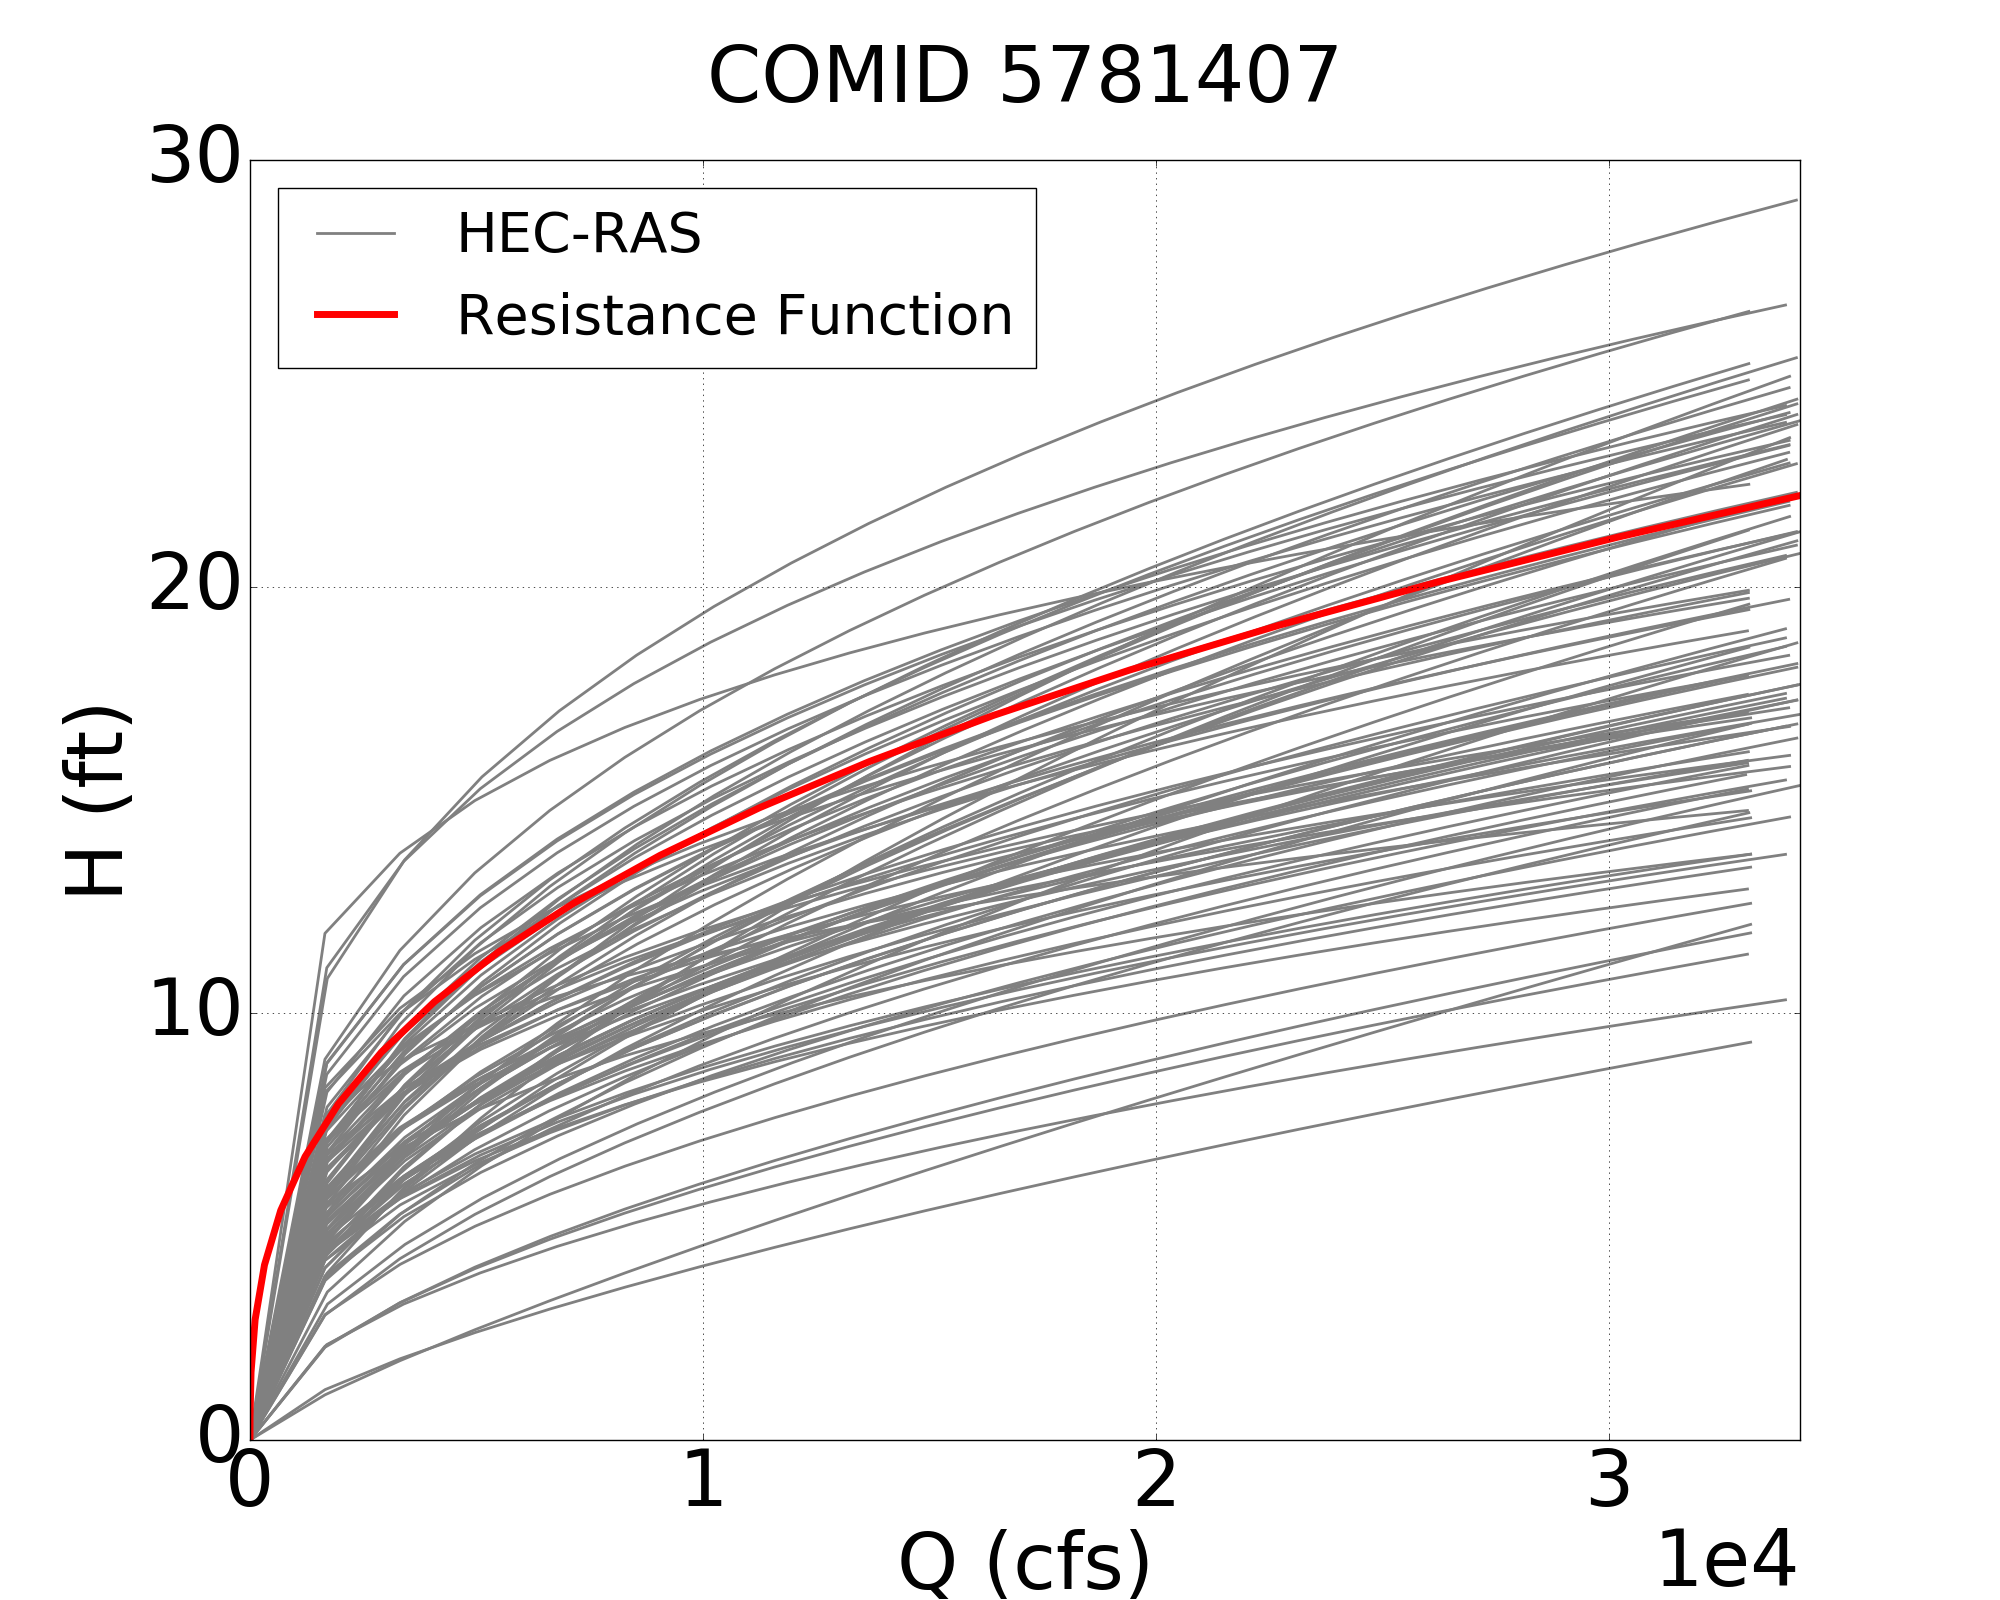 COMID 5781407
30
20
10
0
H (ft)
HEC-RAS
Resistance Function
0 1 2 3
1e4
Q (cfs)